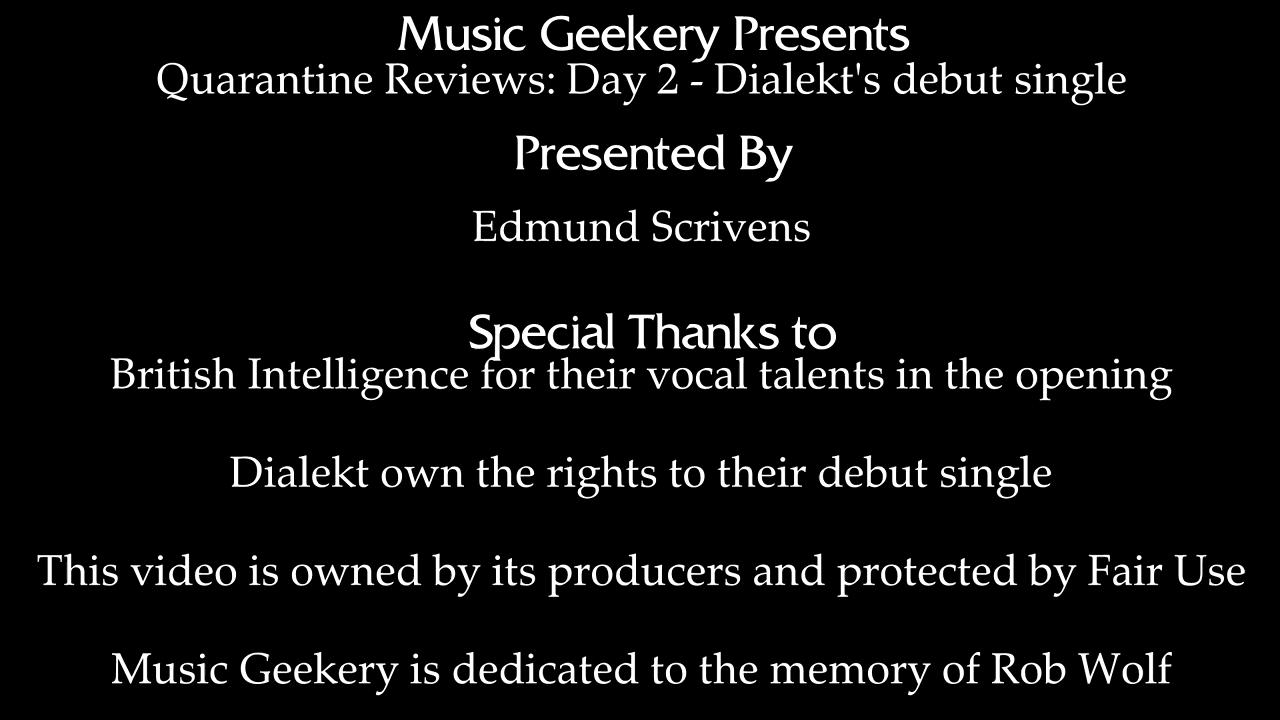 Music Geekery Presents
Quarantine Reviews: Day 2 - Dialekt's debut single
Presented By
Edmund Scrivens
Special Thanks to
British Intelligence for their vocal talents in the opening
Dialekt own the rights to their debut single
This video is owned by its producers and protected by Fair Use
Music Geekery is dedicated to the memory of Rob Wolf